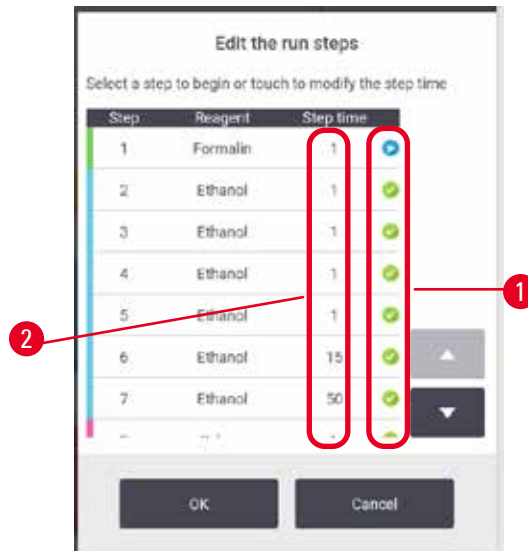 Edit the run steps
Select a step to begin or touch to modify the step time
Step Reagent Step time
1 Formalin 1
2 Ethanol 1
3 Ethanol 1
4 Ethanol 1
5 Ethanol 1
6 Ethanol 15
7 Ethanol 50
OK Cancel
1
2